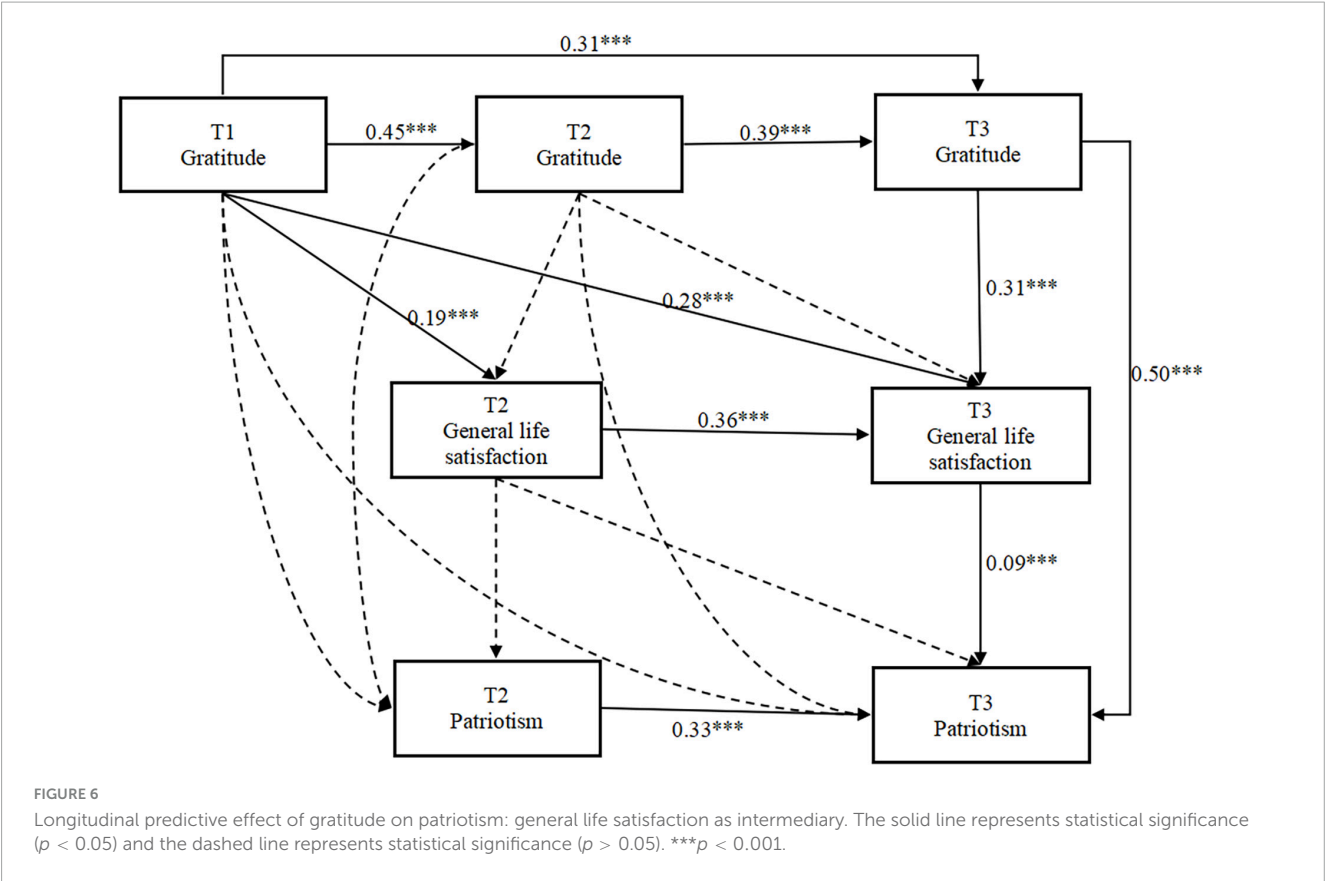 0.31***
T1
Gratitude
0.45***
T2
Gratitude
0.39***
T3
Gratitude
0.19***
0.28***
0.31***
0.50***
T2
General life
satisfaction
0.36***
T3
General life
satisfaction
0.09***
T2
Patriotism
0.33***
T3
Patriotism
FIGURE 6
Longitudinal predictive effect of gratitude on patriotism: general life satisfaction as intermediary. The solid line represents statistical significance
(p < 0.05) and the dashed line represents statistical significance (p > 0.05). ***p < 0.001.